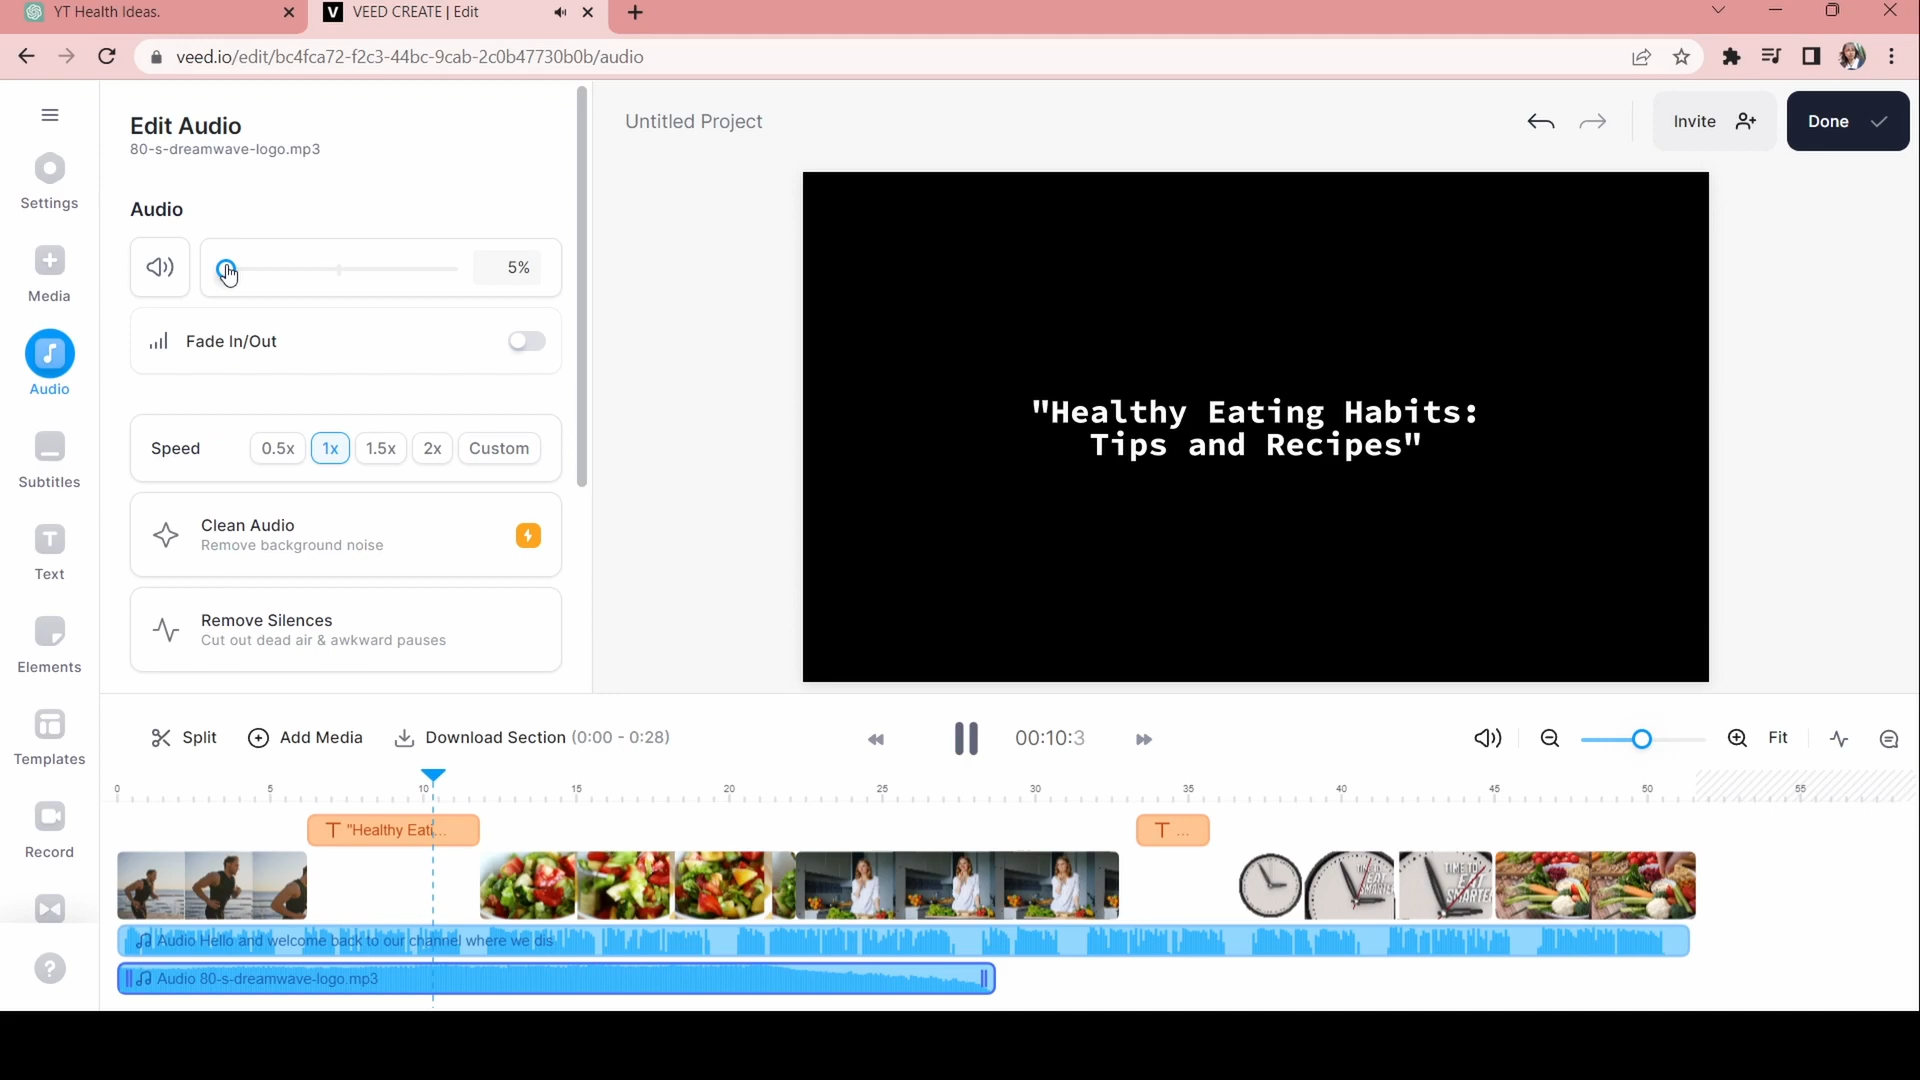 YT Health Ideas.
VEED CREATE | Edit
veed.io/edit/bc4fca72-f2c3-44bc-9cab-2c0b47730b0b/audio
Settings
Media
Audio
Subtitles
Text
Elements
Templates
Record
Edit Audio
80-s-dreamwave-logo.mp3
Audio
5%
Fade In/Out
Speed 0.5x 1x 1.5x 2x Custom
Clean Audio
Remove background noise
Remove Silences
Cut out dead air & awkward pauses
Untitled Project
Invite
Done
"Healthy Eating Habits:
Tips and Recipes"
Split Add Media Download Section (0:00 - 0:28) 00:10:3 Fit
0 5 10 15 20 25 30 35 40 45 50 55
T "Healthy Eati... T ...
TIME TO EAT SMARTER
Audio Hello and welcome back to our channel where we dis
Audio 80-s-dreamwave-logo.mp3